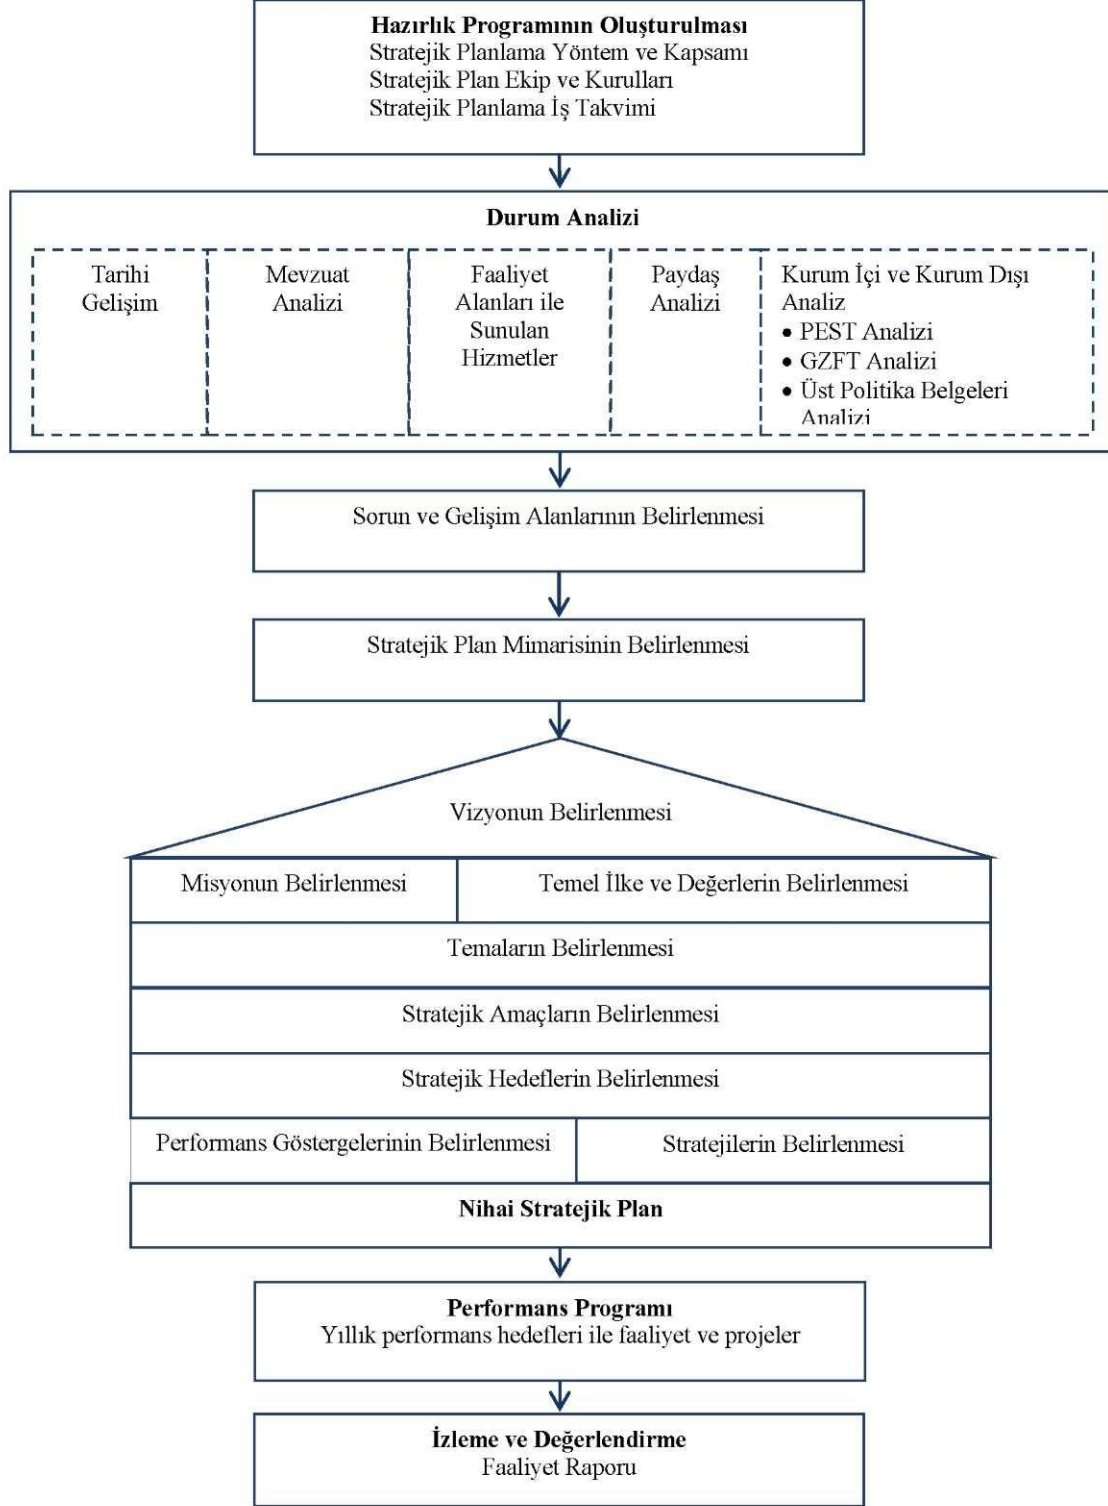 Hazırlık Programının Oluşturulması
Stratejik Planlama Yöntem ve Kapsamı
Stratejik Plan Ekip ve Kurulları
Stratejik Planlama İş Takvimi
Durum Analizi
Tarihi
Gelişim
Mevzuat
Analizi
Faaliyet
Alanları ile
Sunulan
Hizmetler
Paydaş
Analizi
Kurum İçi ve Kurum Dışı
Analiz
• PEST Analizi
• GZFT Analizi
• Üst Politika Belgeleri
Analizi
Sorun ve Gelişim Alanlarının Belirlenmesi
Stratejik Plan Mimarisinin Belirlenmesi
Vizyonun Belirlenmesi
Misyonun Belirlenmesi
Temel İlke ve Değerlerin Belirlenmesi
Temaların Belirlenmesi
Stratejik Amaçların Belirlenmesi
Stratejik Hedeflerin Belirlenmesi
Performans Göstergelerinin Belirlenmesi
Stratejilerin Belirlenmesi
Nihai Stratejik Plan
Performans Programı
Yıllık performans hedefleri ile faaliyet ve projeler
İzleme ve Değerlendirme
Faaliyet Raporu